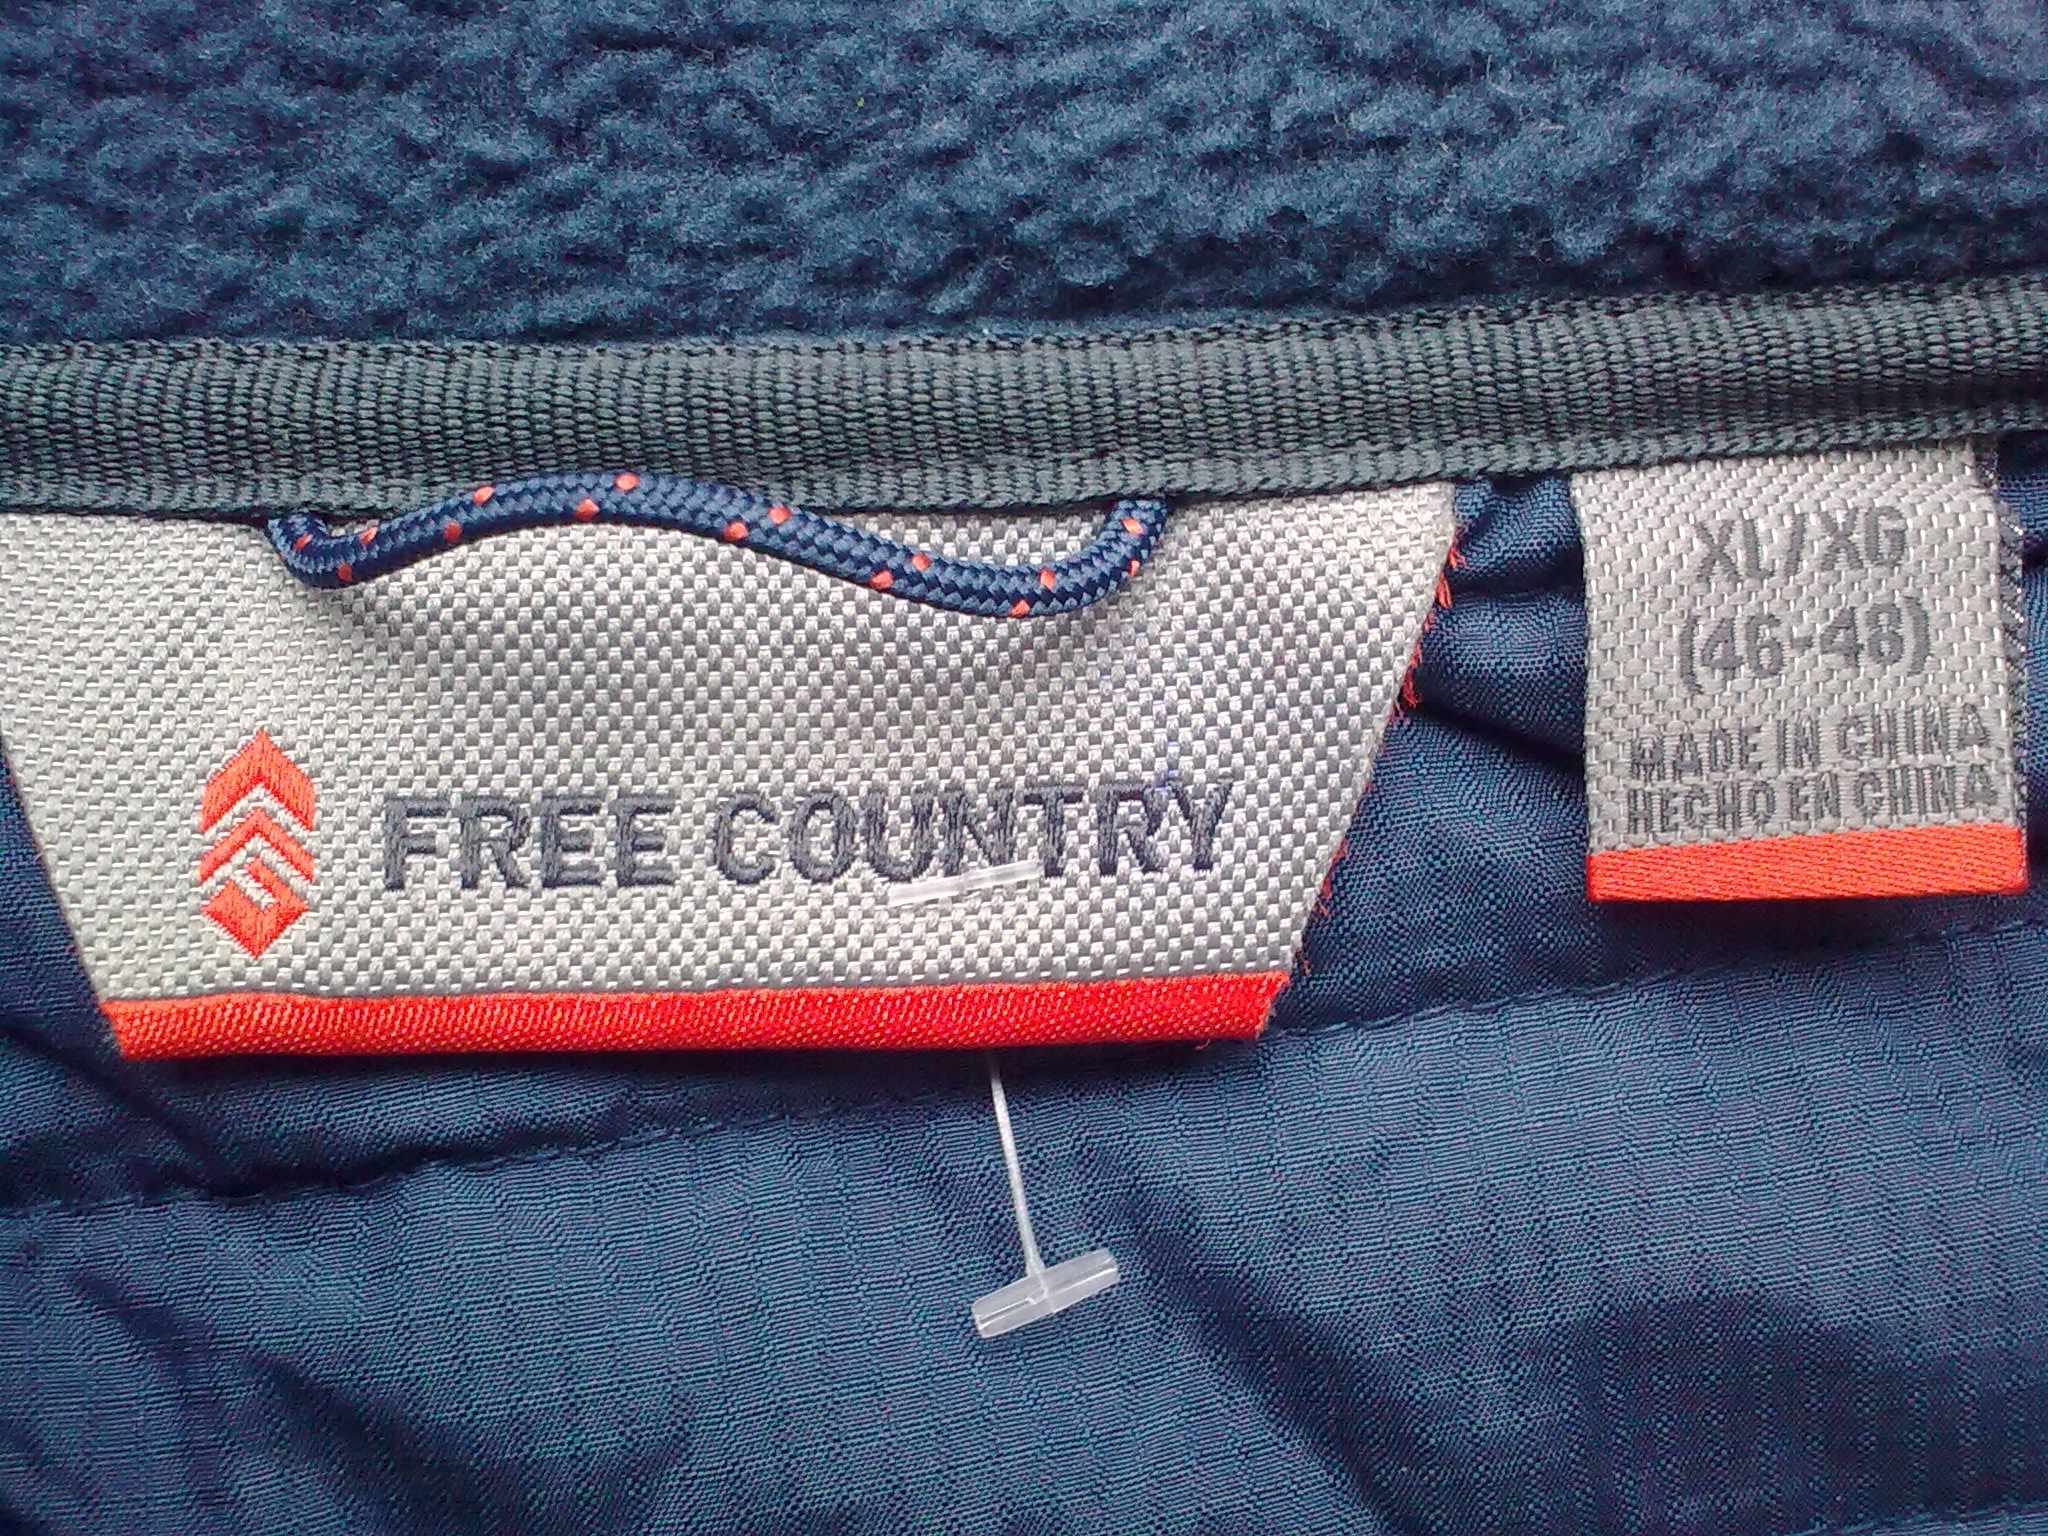 FREE COUNTRY
XL/XG
(46-48)
MADE IN CHINA
HECHO EN CHINA